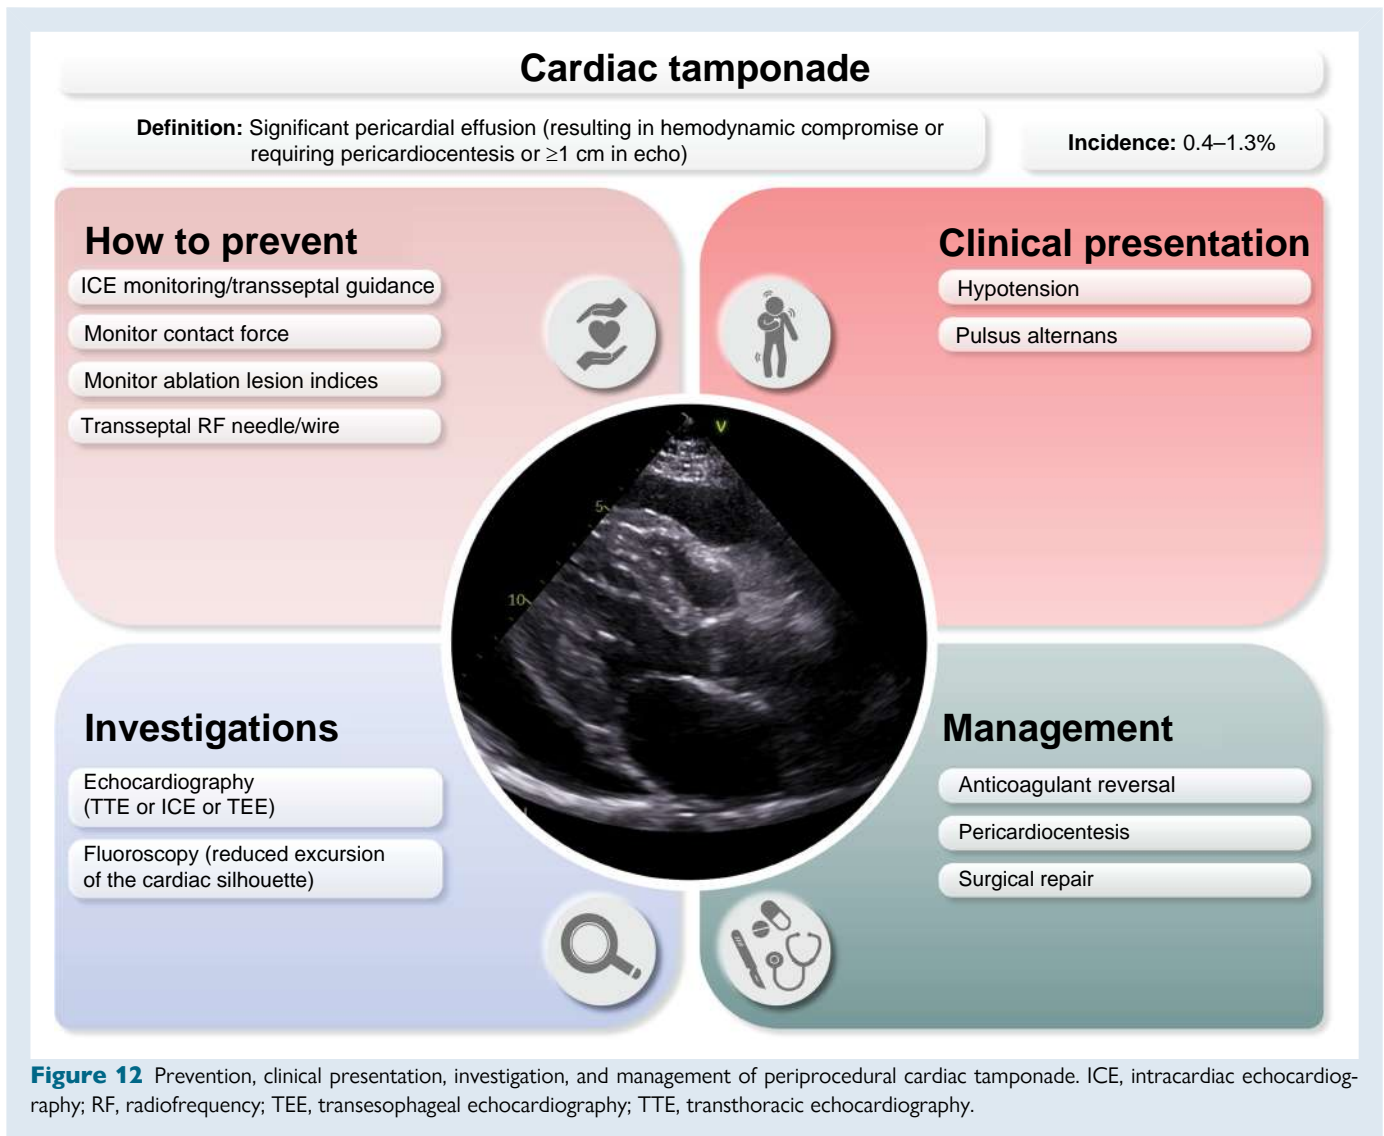 Cardiac tamponade
Definition: Significant pericardial effusion (resulting in hemodynamic compromise or
requiring pericardiocentesis or ≥1 cm in echo)
Incidence: 0.4–1.3%
How to prevent
ICE monitoring/transseptal guidance
Monitor contact force
Monitor ablation lesion indices
Transseptal RF needle/wire
Clinical presentation
Hypotension
Pulsus alternans
V
5
10
Investigations
Echocardiography
(TTE or ICE or TEE)
Fluoroscopy (reduced excursion
of the cardiac silhouette)
Management
Anticoagulant reversal
Pericardiocentesis
Surgical repair
Figure 12 Prevention, clinical presentation, investigation, and management of periprocedural cardiac tamponade. ICE, intracardiac echocardiog-
raphy; RF, radiofrequency; TEE, transesophageal echocardiography; TTE, transthoracic echocardiography.